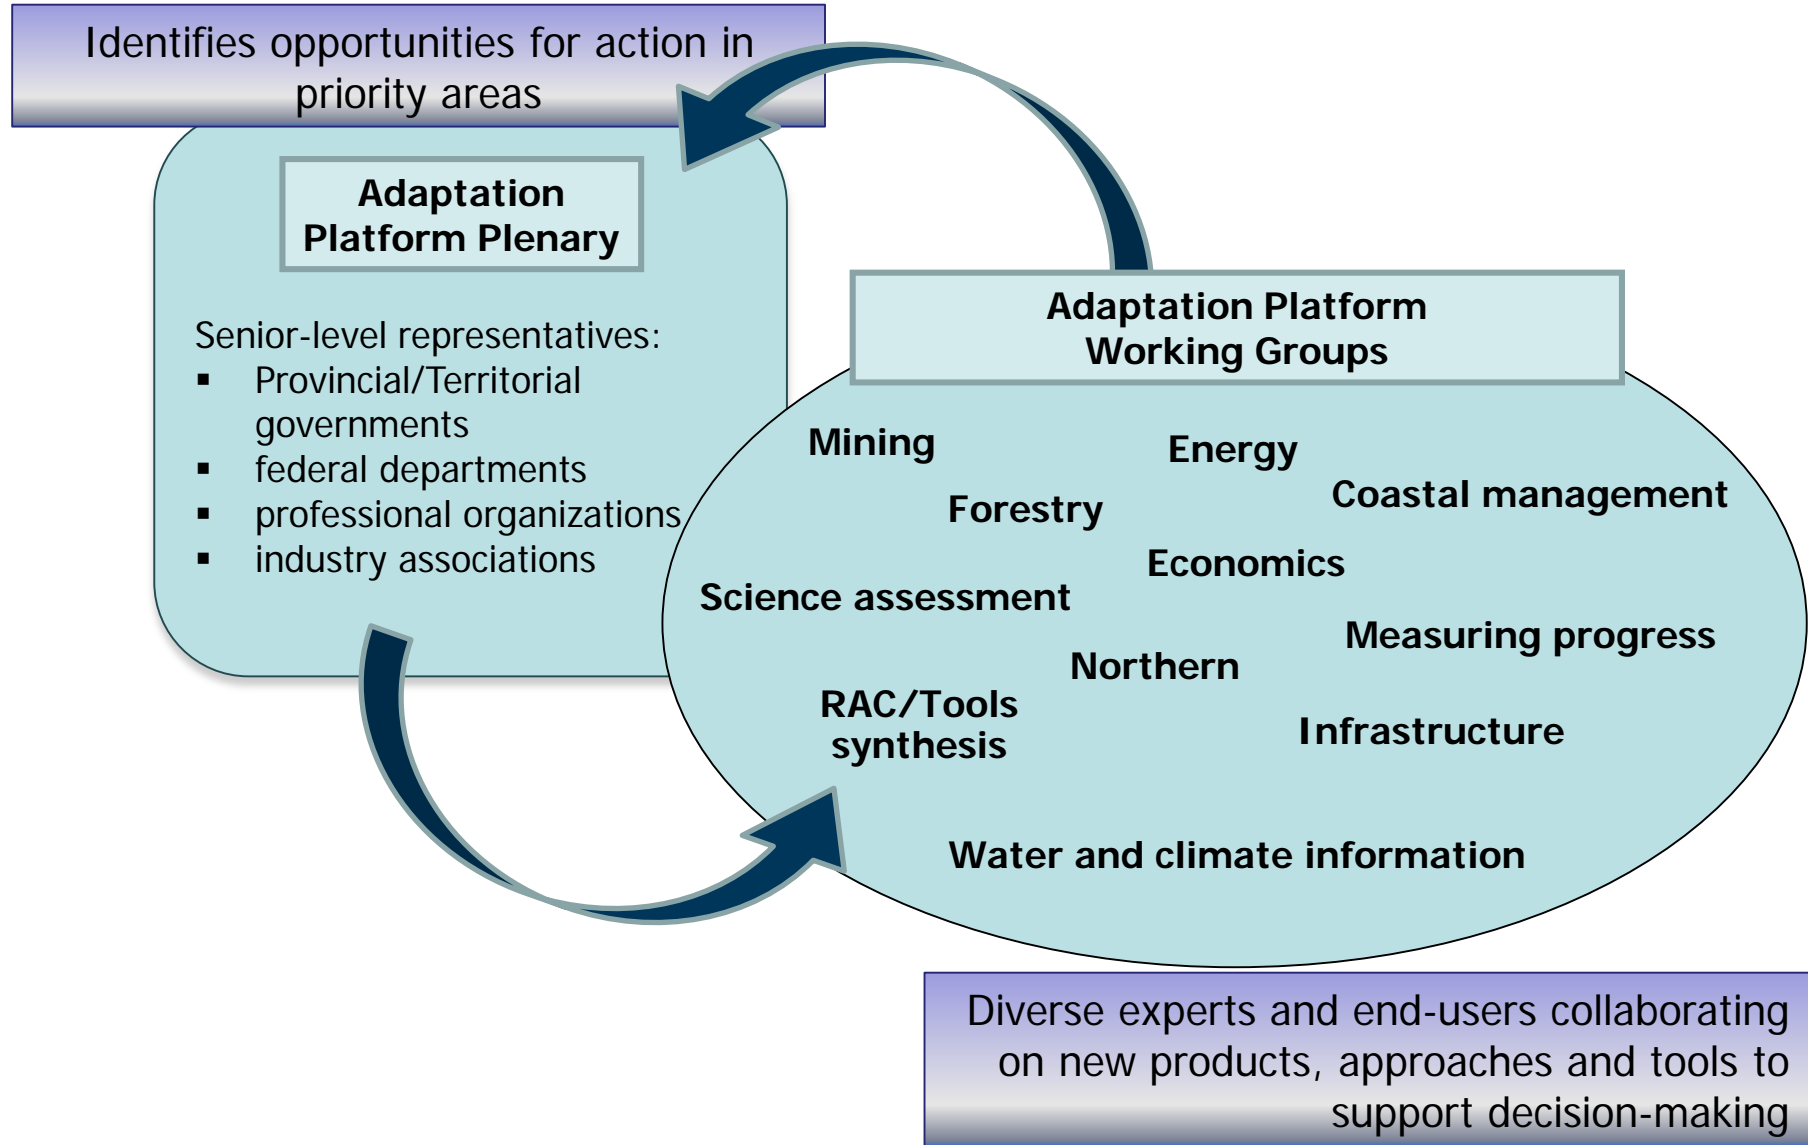 Identifies opportunities for action in
priority areas
Adaptation
Platform Plenary
Senior-level representatives:
▪ Provincial/Territorial
governments
▪ federal departments
▪ professional organizations
▪ industry associations
Adaptation Platform
Working Groups
Mining
Energy
Coastal management
Forestry
Economics
Science assessment
Measuring progress
Northern
RAC/Tools
synthesis
Infrastructure
Water and climate information
Diverse experts and end-users collaborating
on new products, approaches and tools to
support decision-making